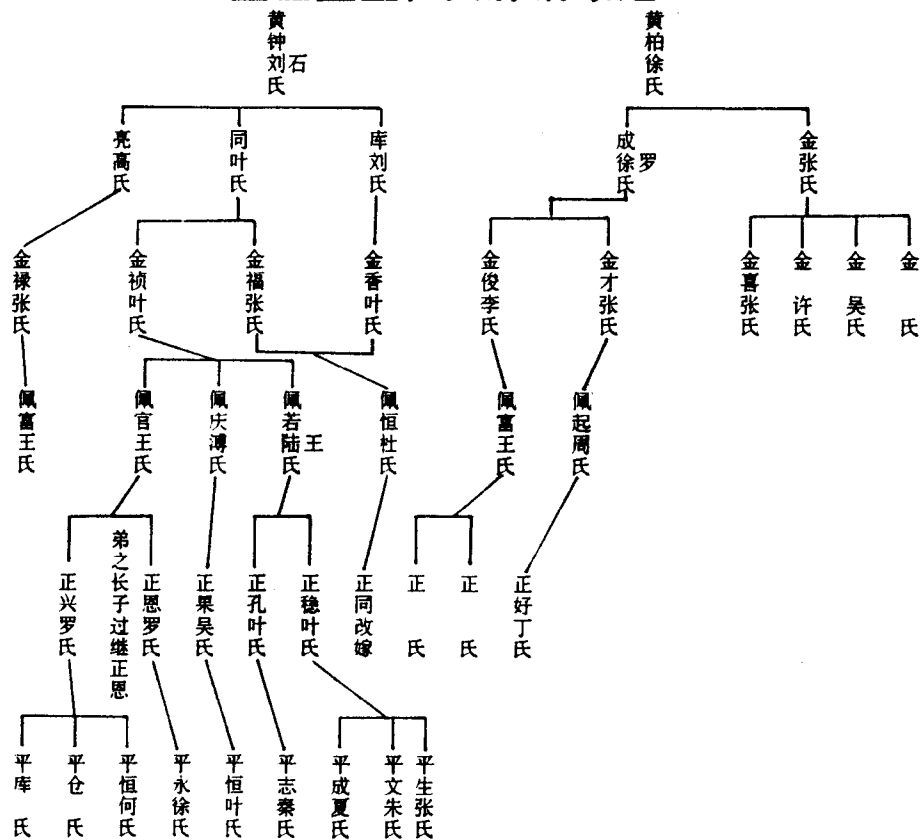 黄钟刘石氏
黄柏徐氏
亮高氏
同叶氏
库刘氏
成徐罗氏
金张氏
金禄张氏
金祯叶氏
金福张氏
金香叶氏
金俊李氏
金才张氏
金喜张氏
金 许氏
金 吴氏
金 氏
佩富王氏
佩官王氏
佩庆溥氏
佩若陆王氏
佩恒杜氏
佩富王氏
佩起周氏
正兴罗氏
弟之长子过继正恩
正恩罗氏
正果吴氏
正孔叶氏
正稳叶氏
正同改嫁
正 氏
正 氏
正好丁氏
平库 氏
平仓 氏
平恒何氏
平永徐氏
平恒叶氏
平志秦氏
平成夏氏
平文朱氏
平生张氏